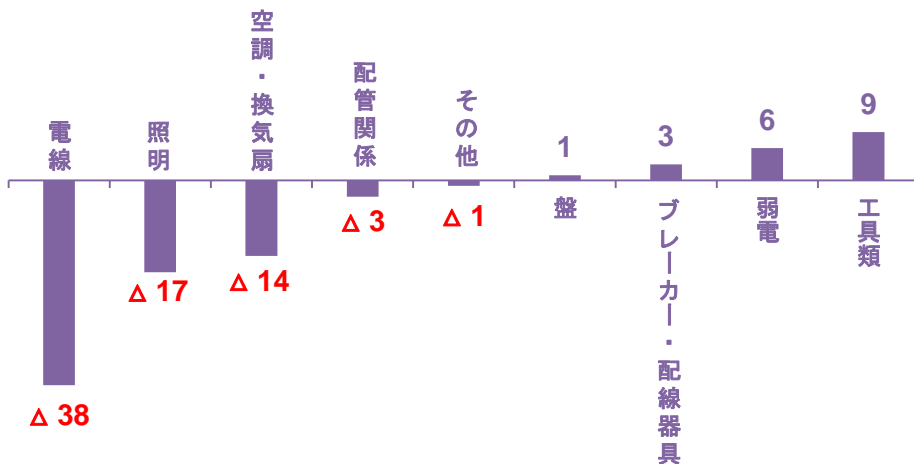 電線
照明
空調・換気扇
配管関係
その他
1
3
6
9
盤
ブレーカー・配線器具
弱電
工具類
Δ 38
Δ 17
Δ 14
Δ 3
Δ 1